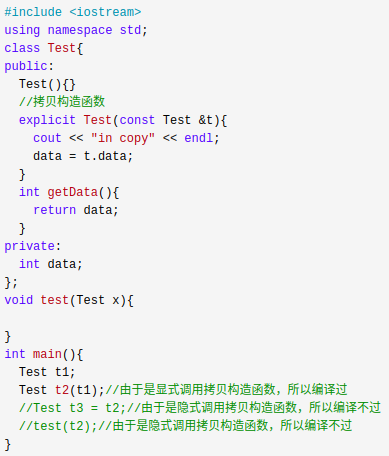 #include <iostream>
using namespace std;
class Test{
public:
  Test(){}
  //拷贝构造函数
  explicit Test(const Test &t){
    cout << "in copy" << endl;
    data = t.data;
  }
  int getData(){
    return data;
  }
private:
  int data;
};
void test(Test x){

}
int main(){
  Test t1;
  Test t2(t1);//由于是显式调用拷贝构造函数，所以编译过
  //Test t3 = t2;//由于是隐式调用拷贝构造函数，所以编译不过
  //test(t2);//由于是隐式调用拷贝构造函数，所以编译不过
}